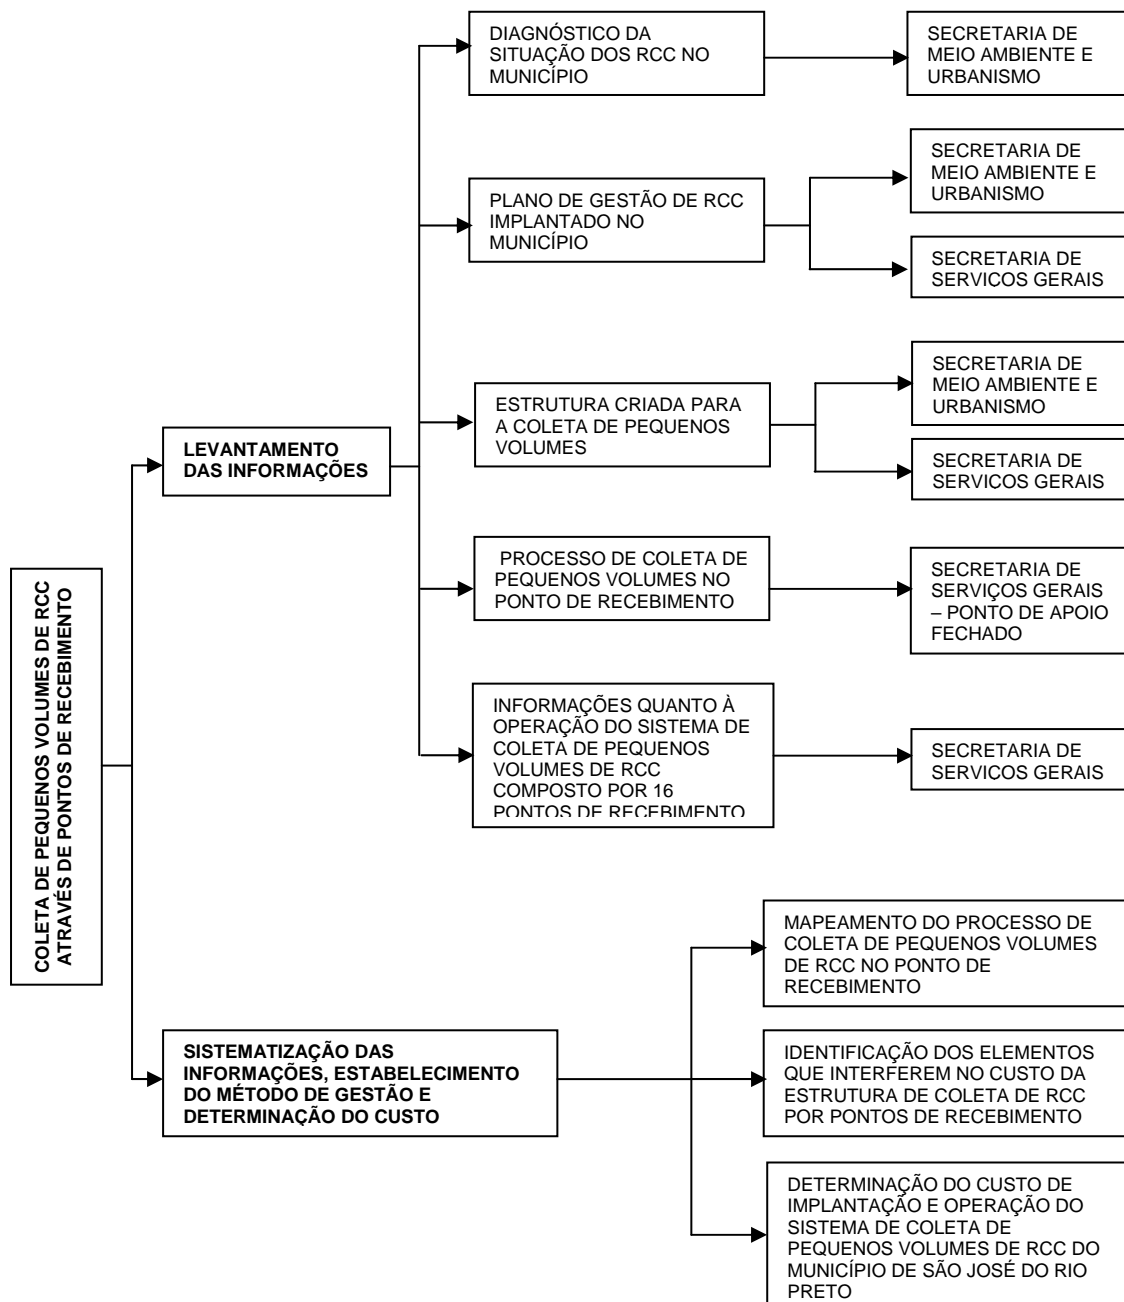 COLETA DE PEQUENOS VOLUMES DE RCC
ATRAVÉS DE PONTOS DE RECEBIMENTO
LEVANTAMENTO
DAS INFORMAÇÕES
DIAGNÓSTICO DA
SITUAÇÃO DOS RCC NO
MUNICÍPIO
SECRETARIA DE
MEIO AMBIENTE E
URBANISMO
PLANO DE GESTÃO DE RCC
IMPLANTADO NO
MUNICÍPIO
SECRETARIA DE
MEIO AMBIENTE E
URBANISMO
SECRETARIA DE
SERVIÇOS GERAIS
ESTRUTURA CRIADA PARA
A COLETA DE PEQUENOS
VOLUMES
SECRETARIA DE
MEIO AMBIENTE E
URBANISMO
SECRETARIA DE
SERVIÇOS GERAIS
PROCESSO DE COLETA DE
PEQUENOS VOLUMES NO
PONTO DE RECEBIMENTO
SECRETARIA DE
SERVIÇOS GERAIS
– PONTO DE APOIO
FECHADO
INFORMAÇÕES QUANTO À
OPERAÇÃO DO SISTEMA DE
COLETA DE PEQUENOS
VOLUMES DE RCC
COMPOSTO POR 16
PONTOS DE RECEBIMENTO
SECRETARIA DE
SERVIÇOS GERAIS
SISTEMATIZAÇÃO DAS
INFORMAÇÕES, ESTABELECIMENTO
DO MÉTODO DE GESTÃO E
DETERMINAÇÃO DO CUSTO
MAPEAMENTO DO PROCESSO DE
COLETA DE PEQUENOS VOLUMES
DE RCC NO PONTO DE
RECEBIMENTO
IDENTIFICAÇÃO DOS ELEMENTOS
QUE INTERFEREM NO CUSTO DA
ESTRUTURA DE COLETA DE RCC
POR PONTOS DE RECEBIMENTO
DETERMINAÇÃO DO CUSTO DE
IMPLANTAÇÃO E OPERAÇÃO DO
SISTEMA DE COLETA DE
PEQUENOS VOLUMES DE RCC DO
MUNICÍPIO DE SÃO JOSÉ DO RIO
PRETO